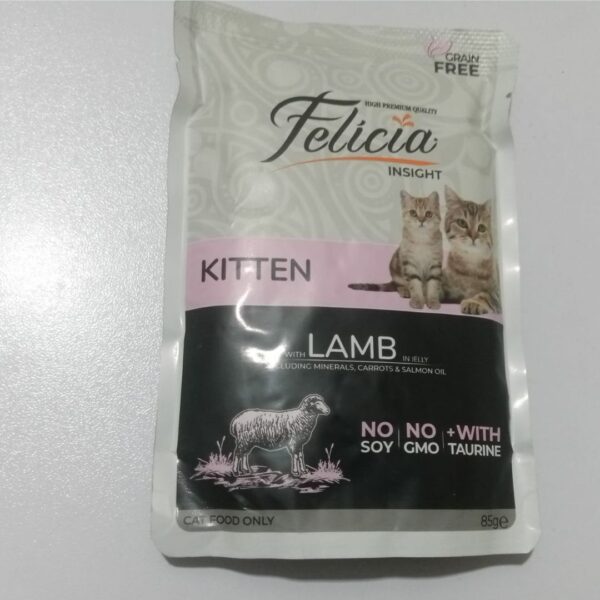 GRAIN
FREE
HIGH PREMIUM QUALITY
Felicia
INSIGHT
KITTEN
WITH LAMB IN JELLY
LUDING MINERALS, CARROTS & SALMON OIL
NO SOY | NO GMO | +WITH TAURINE
CAT FOOD ONLY
85g℮